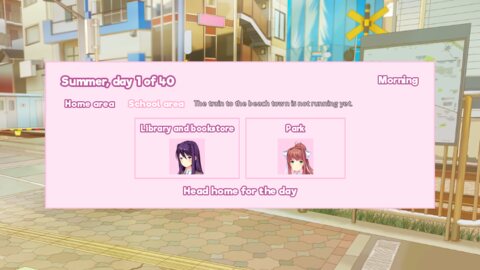 Summer, day 1 of 40
Morning
Home area
School area
The train to the beach town is not running yet.
Library and bookstore
Park
Head home for the day